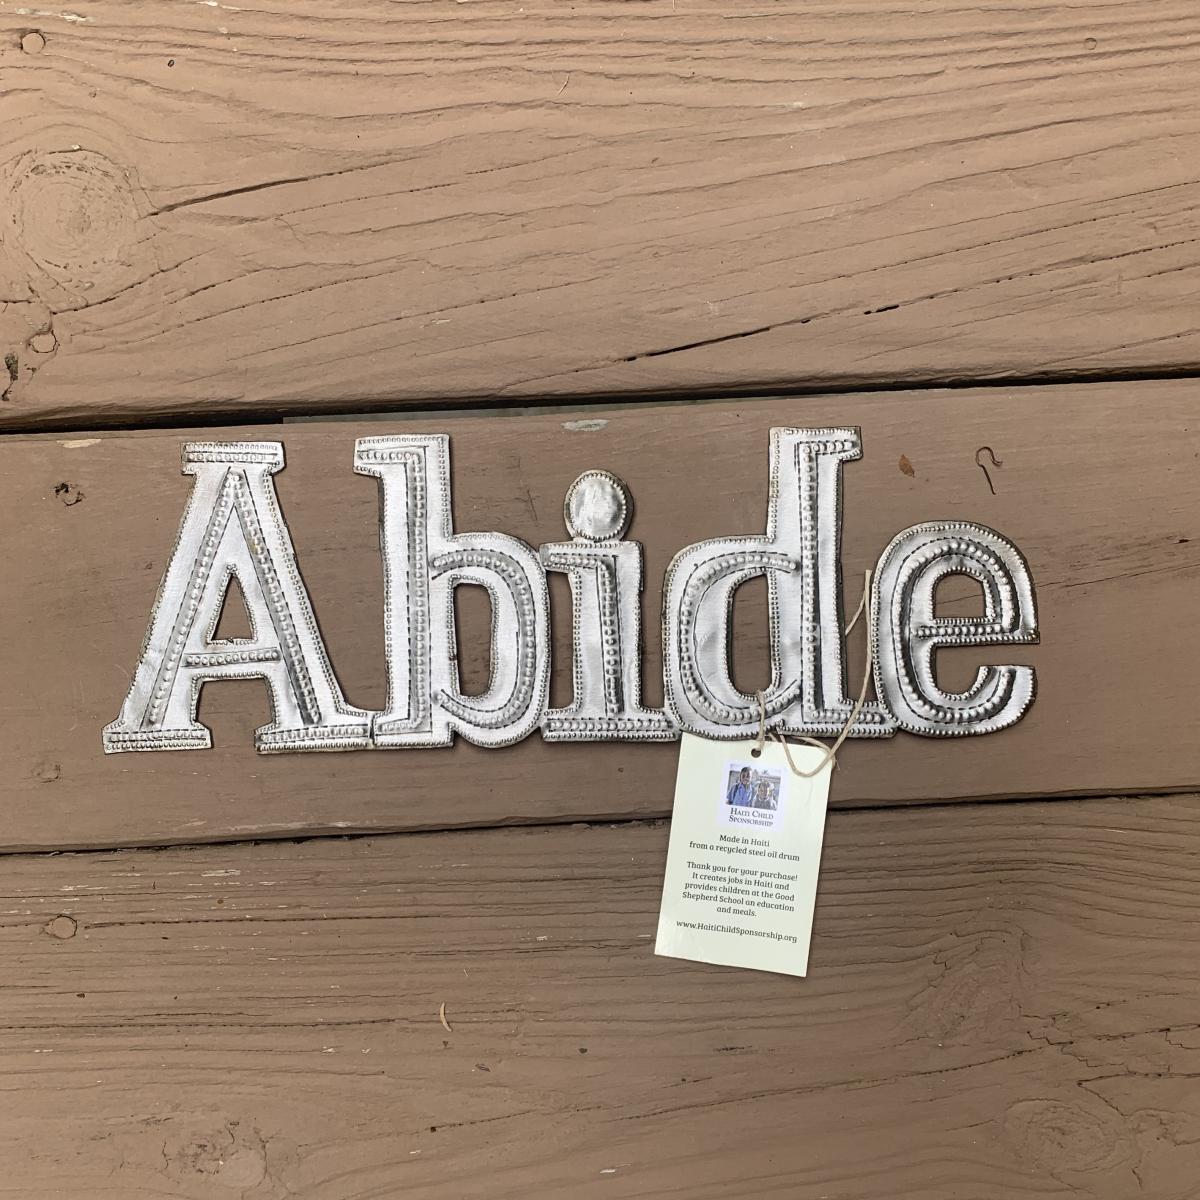 Abide
Haiti Child
Sponsorship
Made in Haiti
from a recycled steel oil drum
Thank you for your purchase!
It creates jobs in Haiti and
provides children at the Good
Shepherd School an education
and meals.
www.HaitiChildSponsorship.org